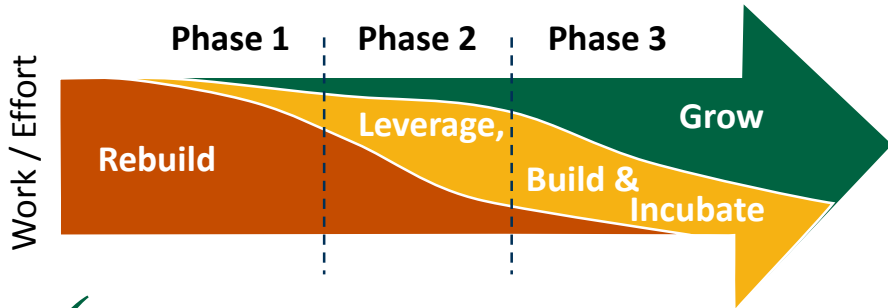 Phase 1
Phase 2
Phase 3
Work / Effort
Rebuild
Leverage,
Build &
Incubate
Grow